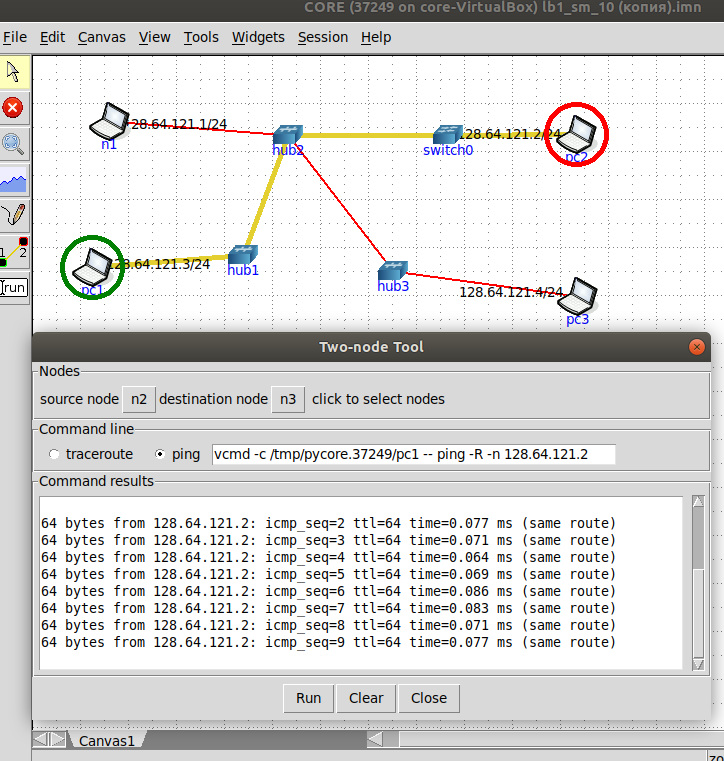 CORE (37249 on core-VirtualBox) lb1_sm_10 (копия).imn
File Edit Canvas View Tools Widgets Session Help
28.64.121.1/24
n1
hub2
switch0
128.64.121.2/24
pc2
28.64.121.3/24
pc1
hub1
hub3
128.64.121.4/24
pc3
1 2
run
Two-node Tool
Nodes
source node n2 destination node n3 click to select nodes
Command line
traceroute ping vcmd -c /tmp/pycore.37249/pc1 -- ping -R -n 128.64.121.2
Command results
64 bytes from 128.64.121.2: icmp_seq=2 ttl=64 time=0.077 ms (same route)
64 bytes from 128.64.121.2: icmp_seq=3 ttl=64 time=0.071 ms (same route)
64 bytes from 128.64.121.2: icmp_seq=4 ttl=64 time=0.064 ms (same route)
64 bytes from 128.64.121.2: icmp_seq=5 ttl=64 time=0.069 ms (same route)
64 bytes from 128.64.121.2: icmp_seq=6 ttl=64 time=0.086 ms (same route)
64 bytes from 128.64.121.2: icmp_seq=7 ttl=64 time=0.083 ms (same route)
64 bytes from 128.64.121.2: icmp_seq=8 ttl=64 time=0.071 ms (same route)
64 bytes from 128.64.121.2: icmp_seq=9 ttl=64 time=0.077 ms (same route)
Run Clear Close
Canvas1